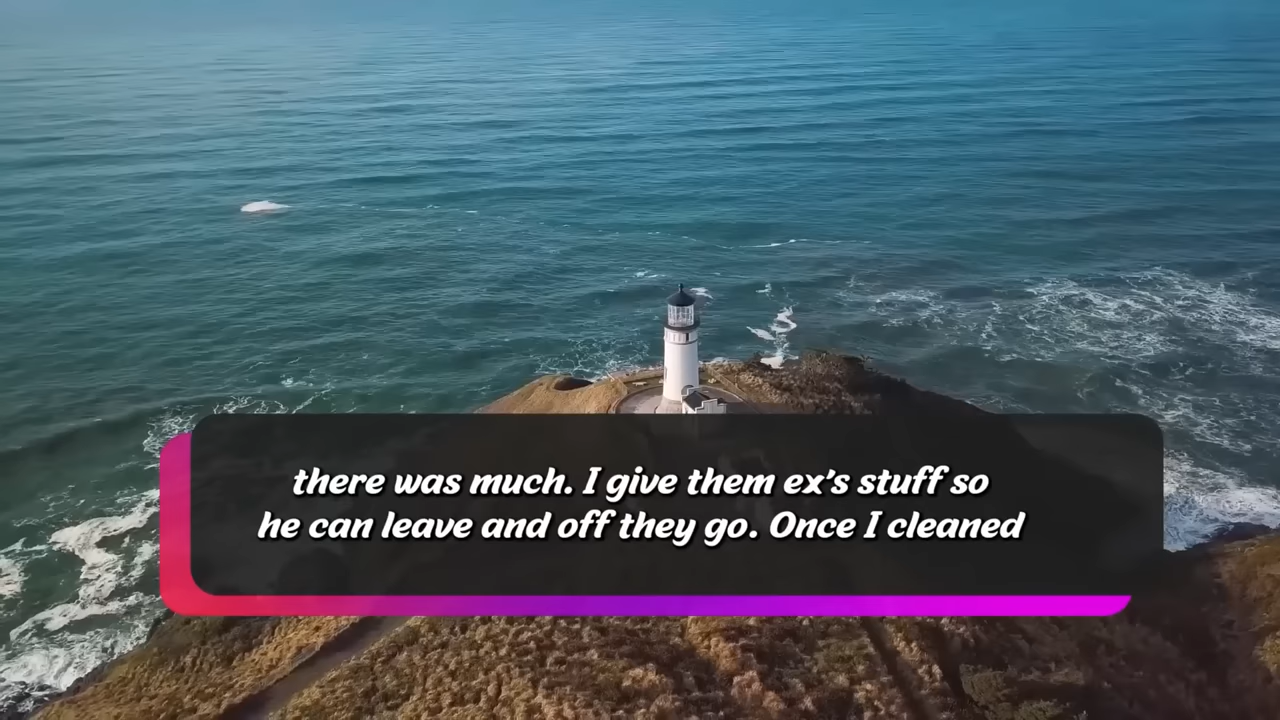 there was much. I give them ex's stuff so
he can leave and off they go. Once I cleaned